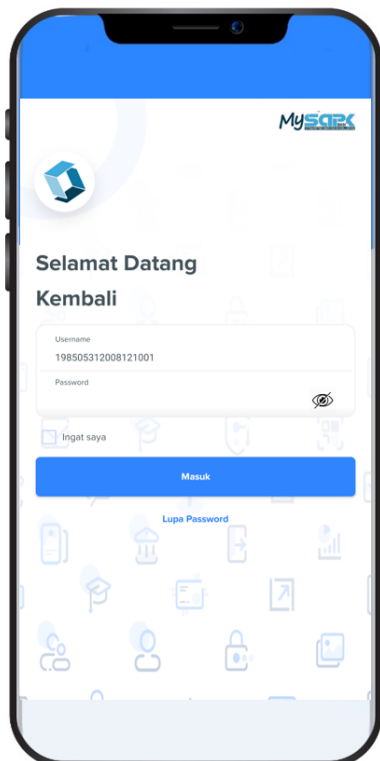 MySAPK
Selamat Datang
Kembali
Username
198505312008121001
Password
Ingat saya
Masuk
Lupa Password